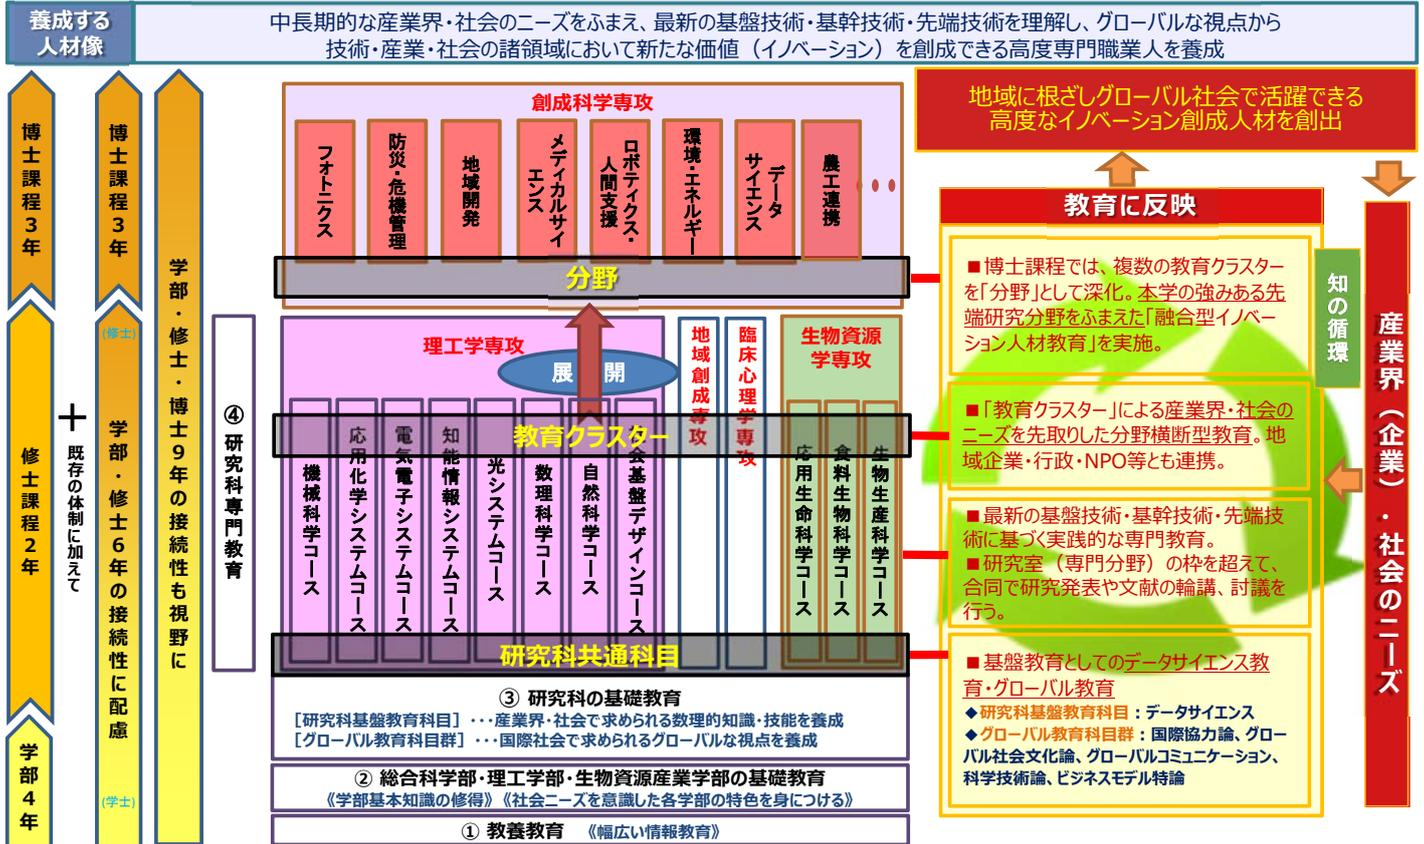 養成する
人材像
中長期的な産業界・社会のニーズをふまえ、最新の基盤技術・基幹技術・先端技術を理解し、グローバルな視点から
技術・産業・社会の諸領域において新たな価値（イノベーション）を創成できる高度専門職業人を養成
博士課程3年
修士課程2年
学部4年
＋
既存の体制に加えて
博士課程3年
(修士)
学部・修士6年の接続性に配慮
(学士)
学部・修士・博士9年の接続性も視野に
④ 研究科専門教育
創成科学専攻
フォトニクス
防災・危機管理
地域開発
メディカルサイ
エンス
ロボティクス・
人間支援
環境・エネルギー
データ
サイエンス
農工連携
・・・
分野
理工学専攻
展開
地域創成専攻
臨床心理学専攻
生物資源
学専攻
教育クラスター
機械科学コース
応用化学システムコース
電気電子システムコース
知能情報システムコース
光システムコース
数理科学コース
自然科学コース
会基盤デザインコース
応用生命科学コース
食料生物科学コース
生物生産科学コース
研究科共通科目
③ 研究科の基礎教育
［研究科基盤教育科目］・・・産業界・社会で求められる数理的知識・技能を養成
［グローバル教育科目群］・・・国際社会で求められるグローバルな視点を養成
② 総合科学部・理工学部・生物資源産業学部の基礎教育
《学部基本知識の修得》《社会ニーズを意識した各学部の特色を身につける》
① 教養教育 《幅広い情報教育》
地域に根ざしグローバル社会で活躍できる
高度なイノベーション創成人材を創出
教育に反映
■博士課程では、複数の教育クラスター
を「分野」として深化。本学の強みある先
端研究分野をふまえた「融合型イノベー
ション人材教育」を実施。
■「教育クラスター」による産業界・社会の
ニーズを先取りした分野横断型教育。地
域企業・行政・NPO等とも連携。
■最新の基盤技術・基幹技術・先端技
術に基づく実践的な専門教育。
■研究室（専門分野）の枠を超えて、
合同で研究発表や文献の輪講、討議を
行う。
■基盤教育としてのデータサイエンス教
育・グローバル教育
◆研究科基盤教育科目：データサイエンス
◆グローバル教育科目群：国際協力論、グロー
バル社会文化論、グローバルコミュニケーション、
科学技術論、ビジネスモデル特論
知の循環
産業界（企業）・社会のニーズ